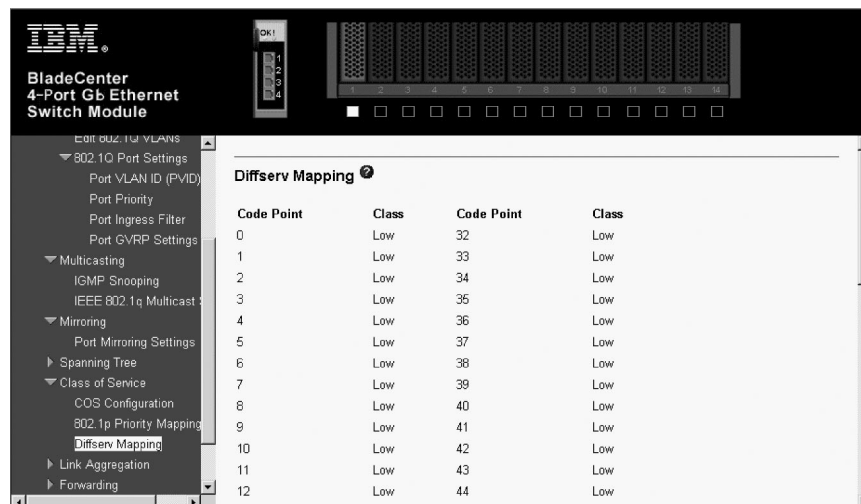 IBM®
OK!
1
2
3
4
1 2 3 4 5 6 7 8 9 10 11 12 13 14
BladeCenter
4-Port Gb Ethernet
Switch Module
Edit 802.1Q VLANs
802.1Q Port Settings
Port VLAN ID (PVID)
Port Priority
Port Ingress Filter
Port GVRP Settings
Multicasting
IGMP Snooping
IEEE 802.1q Multicast
Mirroring
Port Mirroring Settings
Spanning Tree
Class of Service
COS Configuration
802.1p Priority Mapping
Diffserv Mapping
Link Aggregation
Forwarding
Diffserv Mapping ?
Code Point Class Code Point Class
0 Low 32 Low
1 Low 33 Low
2 Low 34 Low
3 Low 35 Low
4 Low 36 Low
5 Low 37 Low
6 Low 38 Low
7 Low 39 Low
8 Low 40 Low
9 Low 41 Low
10 Low 42 Low
11 Low 43 Low
12 Low 44 Low